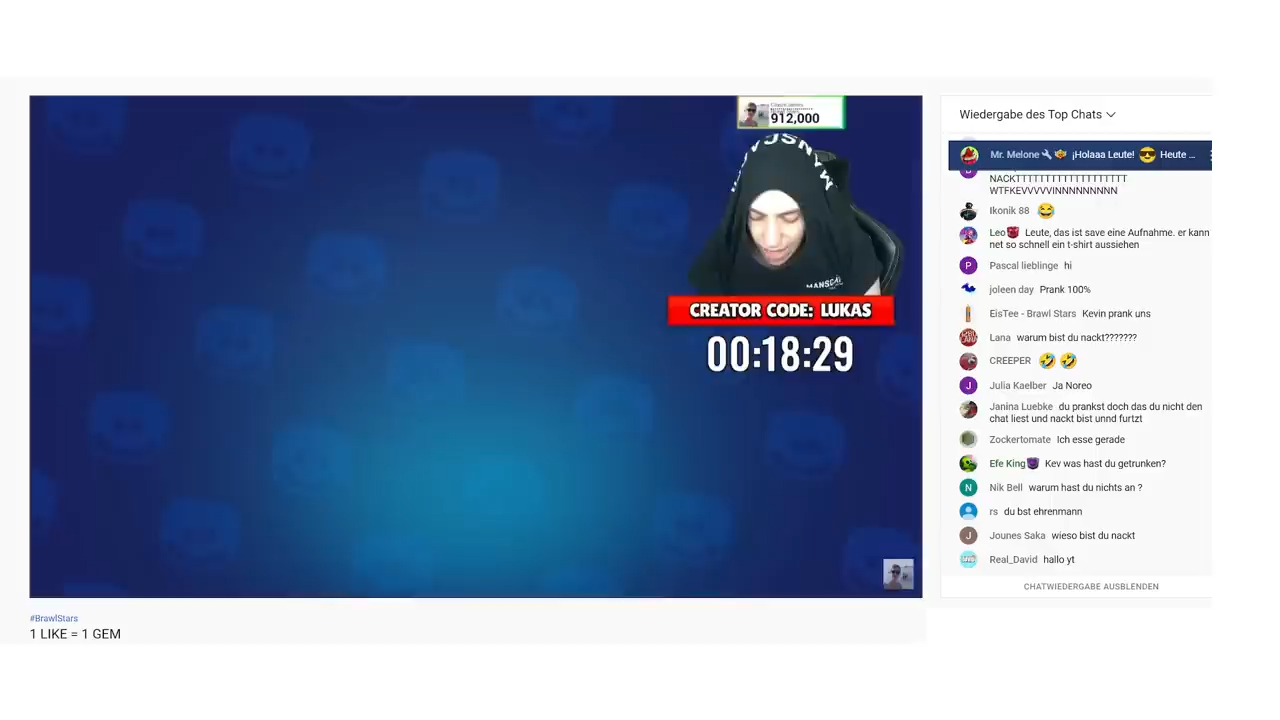 912,000
MANSCA
CREATOR CODE: LUKAS
00:18:29
#BrawlStars
1 LIKE = 1 GEM
Wiedergabe des Top Chats
Mr. Melone ¡Holaaa Leute! 😎 Heute ...
NACKTTTTTTTTTTTTTTTTTTT
WTFKEVVVVVINNNNNNNNN
Ikonik 88 😂
Leo Leute, das ist save eine Aufnahme. er kann
net so schnell ein t-shirt aussiehen
P Pascal lieblinge hi
joleen day Prank 100%
EisTee - Brawl Stars Kevin prank uns
Lana warum bist du nackt???????
CREEPER 🤣 🤣
J Julia Kaelber Ja Noreo
Janina Luebke du prankst doch das du nicht den
chat liest und nackt bist unnd furtzt
Zockertomate Ich esse gerade
Efe King Kev was hast du getrunken?
N Nik Bell warum hast du nichts an ?
rs du bst ehrenmann
J Jounes Saka wieso bist du nackt
Real_David hallo yt
CHATWIEDERGABE AUSBLENDEN